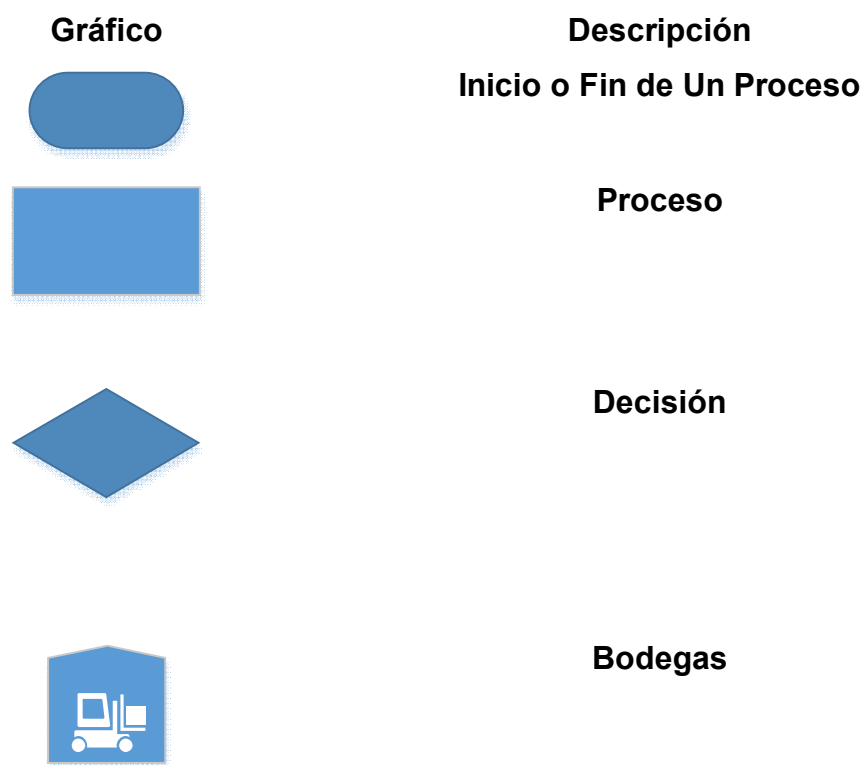 Gráfico Descripción
Inicio o Fin de Un Proceso
Proceso
Decisión
Bodegas